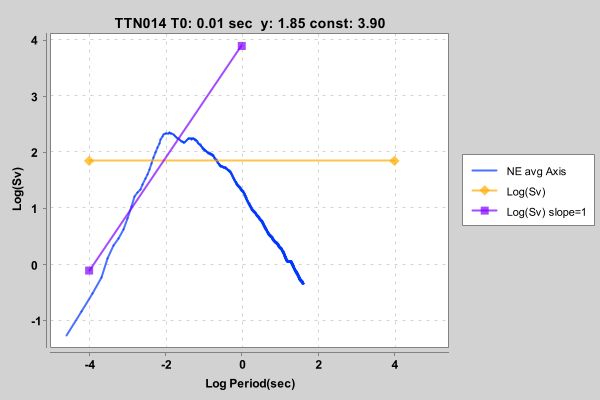 TTN014 T0: 0.01 sec  y: 1.85 const: 3.90
4
3
2
1
0
-1
Log(Sv)
-4
-2
0
2
4
Log Period(sec)
NE avg Axis
Log(Sv)
Log(Sv) slope=1